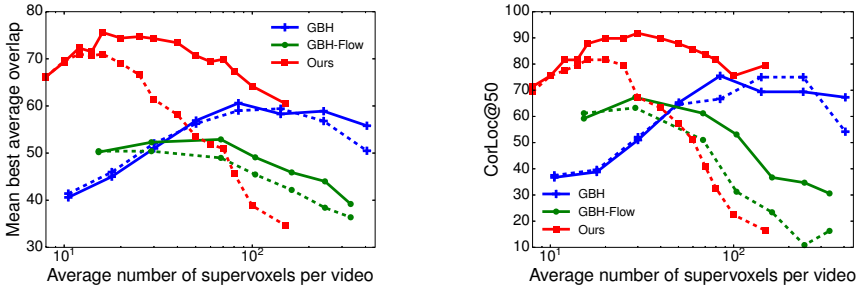 Mean best average overlap
80
70
60
50
40
30
GBH
GBH-Flow
Ours
10^1
10^2
Average number of supervoxels per video
CorLoc@50
100
90
80
70
60
50
40
30
20
10
GBH
GBH-Flow
Ours
10^1
10^2
Average number of supervoxels per video